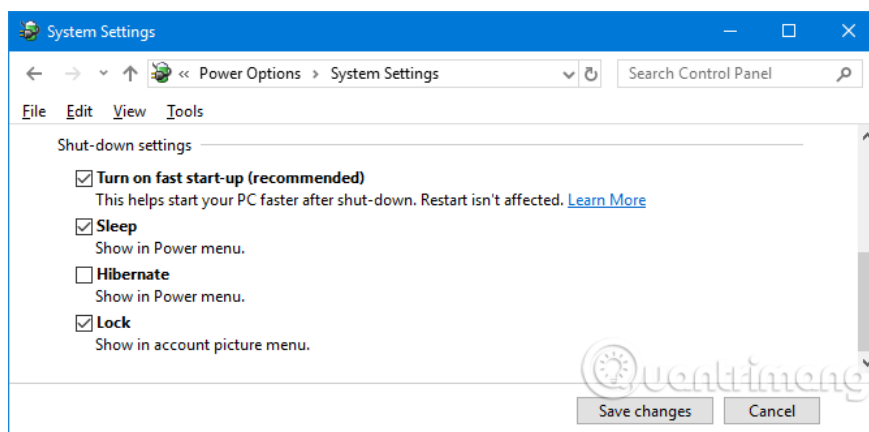 System Settings
« Power Options › System Settings
Search Control Panel
File Edit View Tools
Shut-down settings
Turn on fast start-up (recommended)
This helps start your PC faster after shut-down. Restart isn't affected. Learn More
Sleep
Show in Power menu.
Hibernate
Show in Power menu.
Lock
Show in account picture menu.
Quantrimang
Save changes Cancel